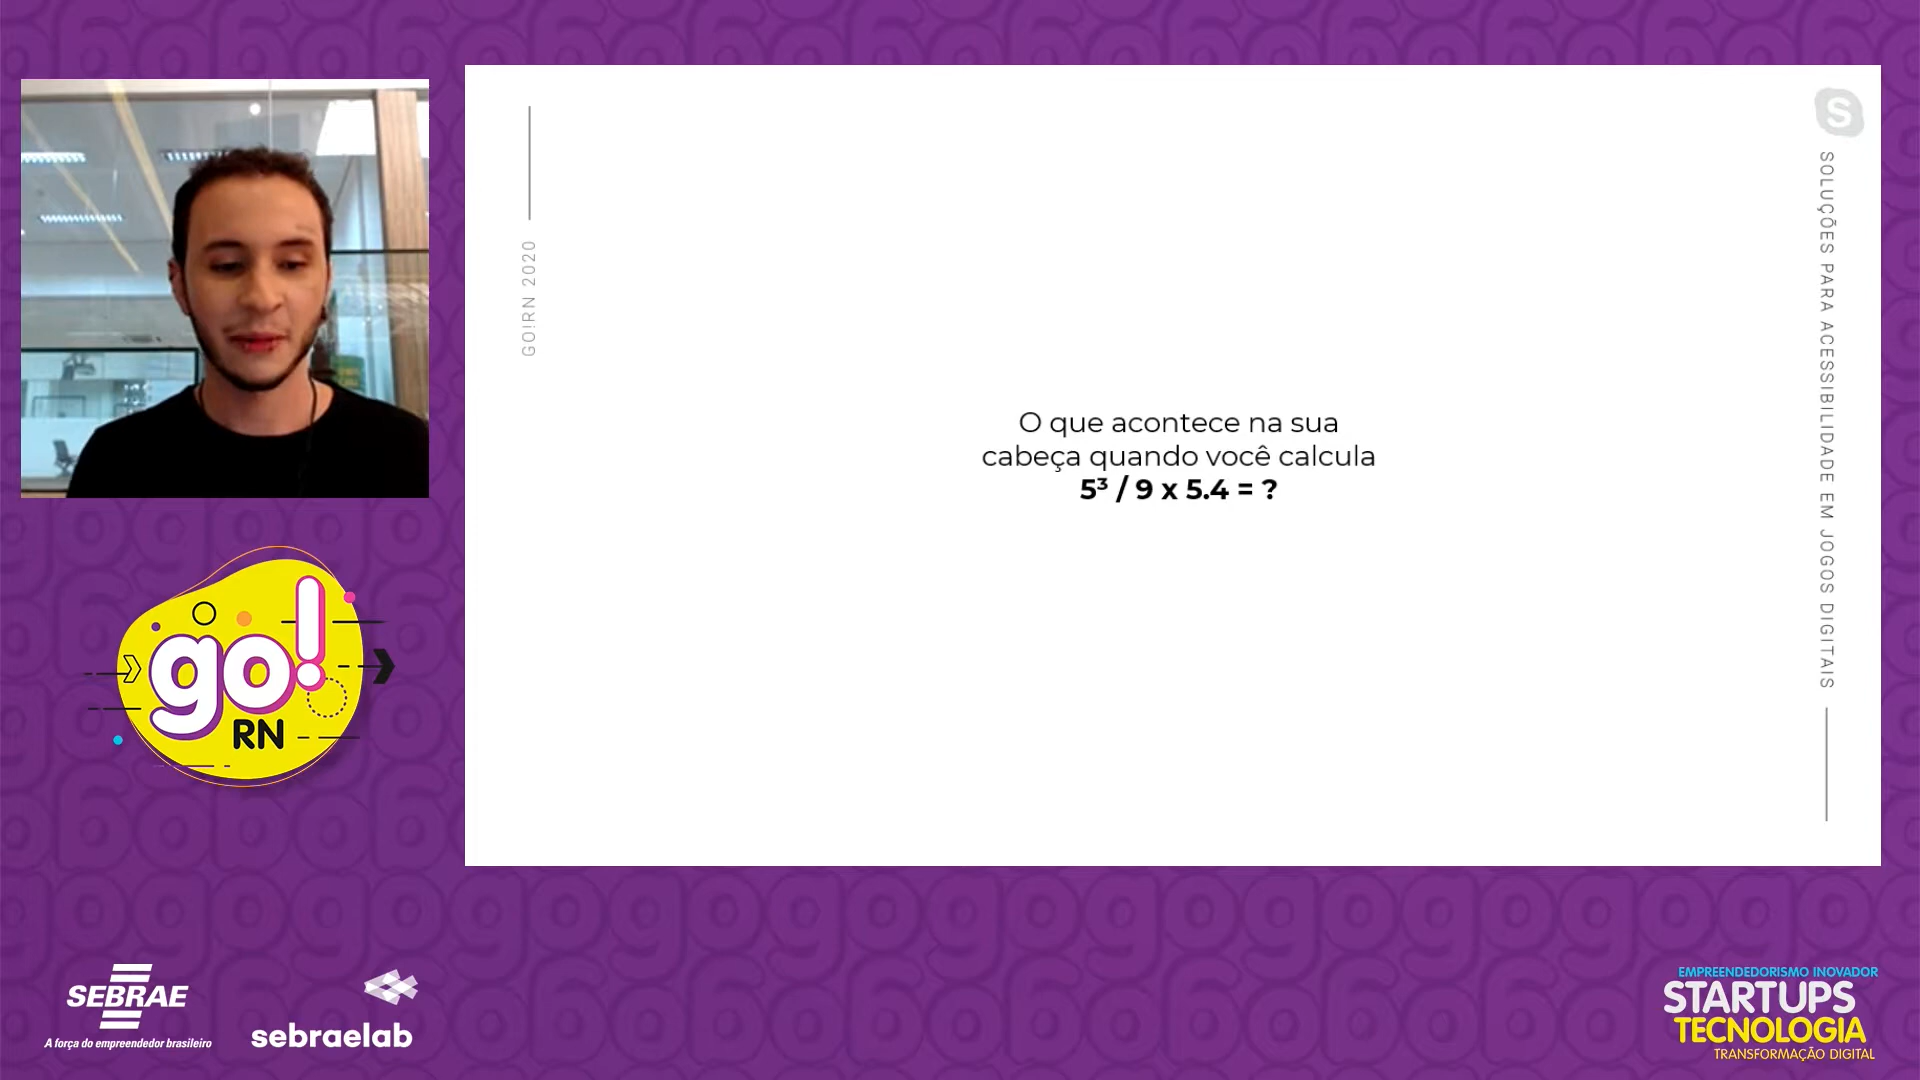 GO!RN 2020
O que acontece na sua
cabeça quando você calcula
5³ / 9 x 5.4 = ?
S
SOLUÇÕES PARA ACESSIBILIDADE EM JOGOS DIGITAIS
go!
RN
SEBRAE
A força do empreendedor brasileiro
sebraelab
EMPREENDEDORISMO INOVADOR
STARTUPS
TECNOLOGIA
TRANSFORMAÇÃO DIGITAL